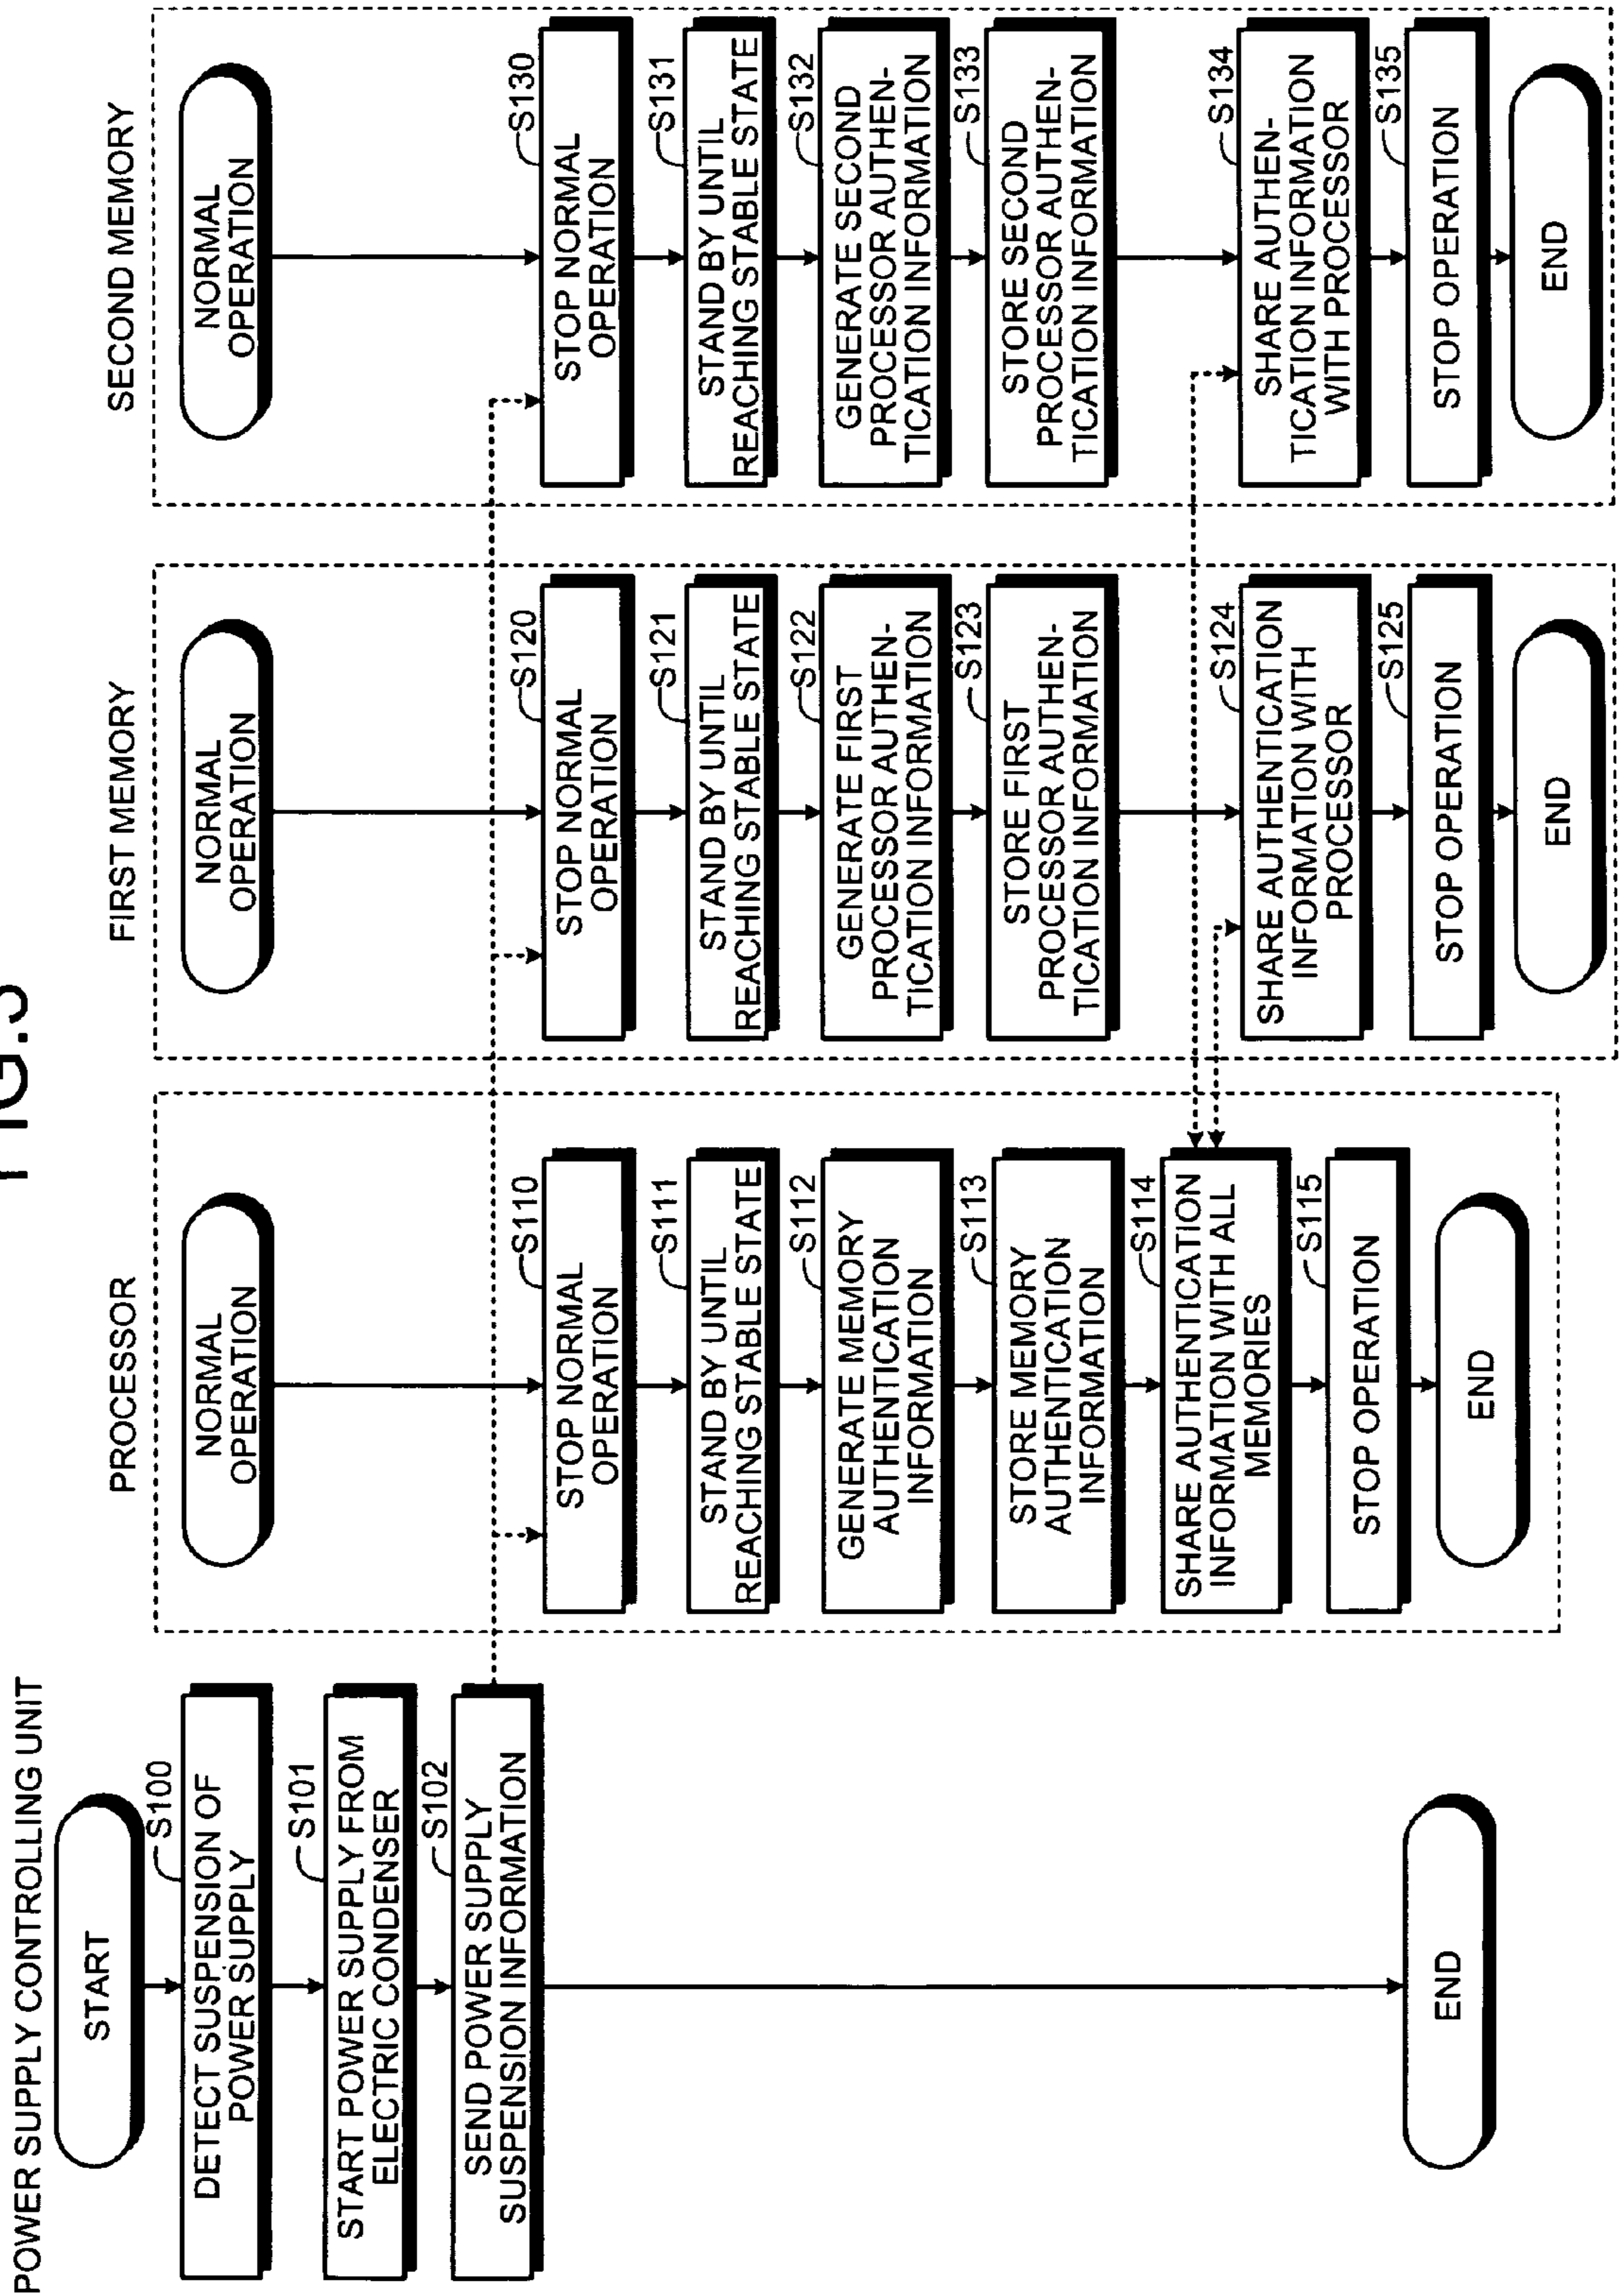 POWER SUPPLY CONTROLLING UNIT
START
S100
DETECT SUSPENSION OF
POWER SUPPLY
S101
START POWER SUPPLY FROM
ELECTRIC CONDENSER
S102
SEND POWER SUPPLY
SUSPENSION INFORMATION
END
PROCESSOR
NORMAL
OPERATION
S110
STOP NORMAL
OPERATION
S111
STAND BY UNTIL
REACHING STABLE STATE
S112
GENERATE MEMORY
AUTHENTICATION
INFORMATION
S113
STORE MEMORY
AUTHENTICATION
INFORMATION
S114
SHARE AUTHENTICATION
INFORMATION WITH ALL
MEMORIES
S115
STOP OPERATION
END
FIRST MEMORY
NORMAL
OPERATION
S120
STOP NORMAL
OPERATION
S121
STAND BY UNTIL
REACHING STABLE STATE
S122
GENERATE FIRST
PROCESSOR AUTHEN-
TICATION INFORMATION
S123
STORE FIRST
PROCESSOR AUTHEN-
TICATION INFORMATION
S124
SHARE AUTHENTICATION
INFORMATION WITH
PROCESSOR
S125
STOP OPERATION
END
SECOND MEMORY
NORMAL
OPERATION
S130
STOP NORMAL
OPERATION
S131
STAND BY UNTIL
REACHING STABLE STATE
S132
GENERATE SECOND
PROCESSOR AUTHEN-
TICATION INFORMATION
S133
STORE SECOND
PROCESSOR AUTHEN-
TICATION INFORMATION
S134
SHARE AUTHEN-
TICATION INFORMATION
WITH PROCESSOR
S135
STOP OPERATION
END